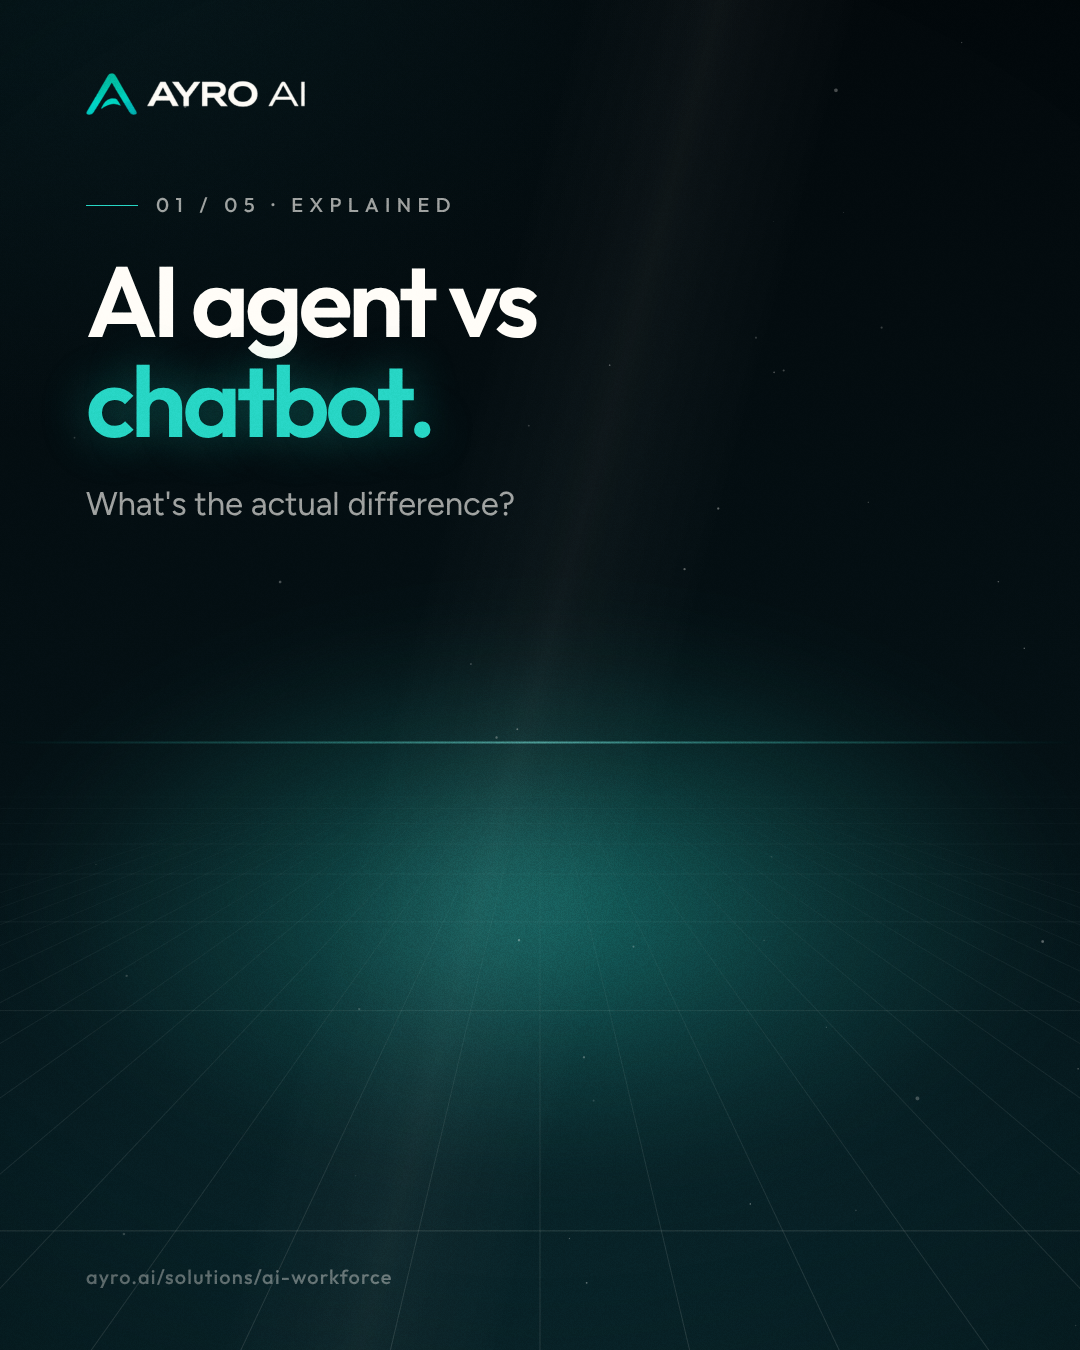 AYRO AI
01 / 05 · EXPLAINED
AI agent vs
chatbot.
What's the actual difference?
ayro.ai/solutions/ai-workforce